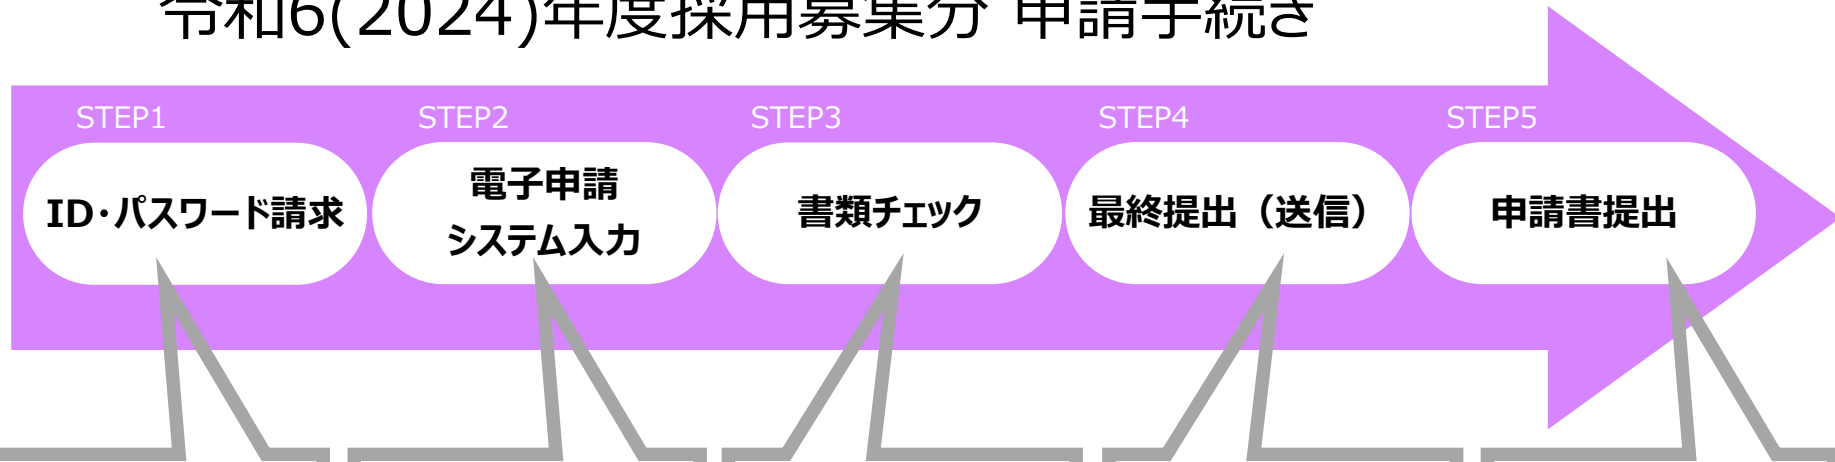 令和6(2024)年度採用募集分 申請手続き
STEP1
STEP2
STEP3
STEP4
STEP5
ID・パスワード請求
電子申請
システム入力
書類チェック
最終提出（送信）
申請書提出